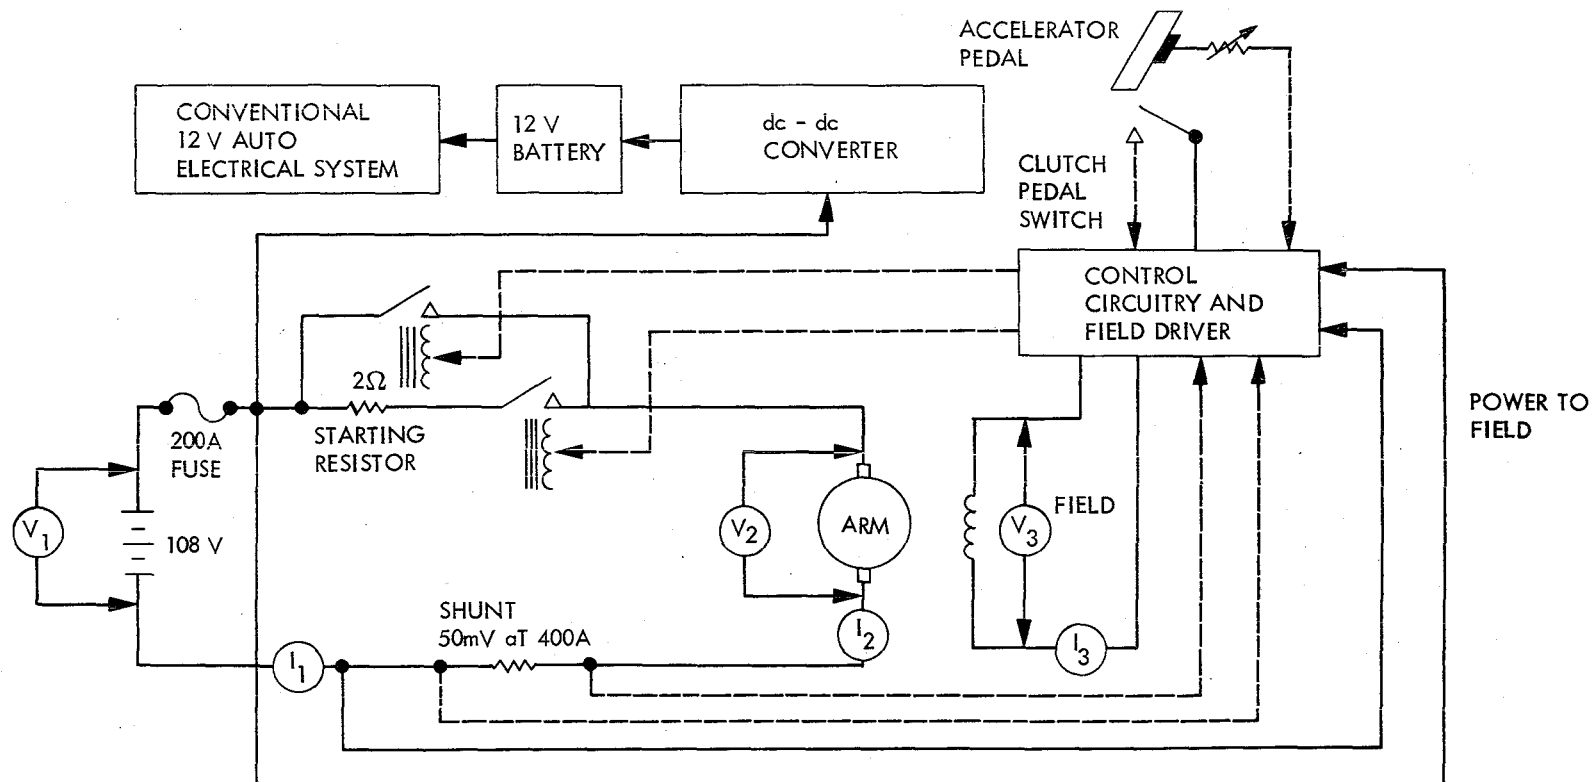 ACCELERATOR
PEDAL
CONVENTIONAL
12 V AUTO
ELECTRICAL SYSTEM
12 V
BATTERY
dc - dc
CONVERTER
CLUTCH
PEDAL
SWITCH
CONTROL
CIRCUITRY AND
FIELD DRIVER
2Ω
STARTING
RESISTOR
200A
FUSE
POWER TO
FIELD
V1
108 V
V2
ARM
V3
FIELD
SHUNT
50mV aT 400A
I1
I2
I3